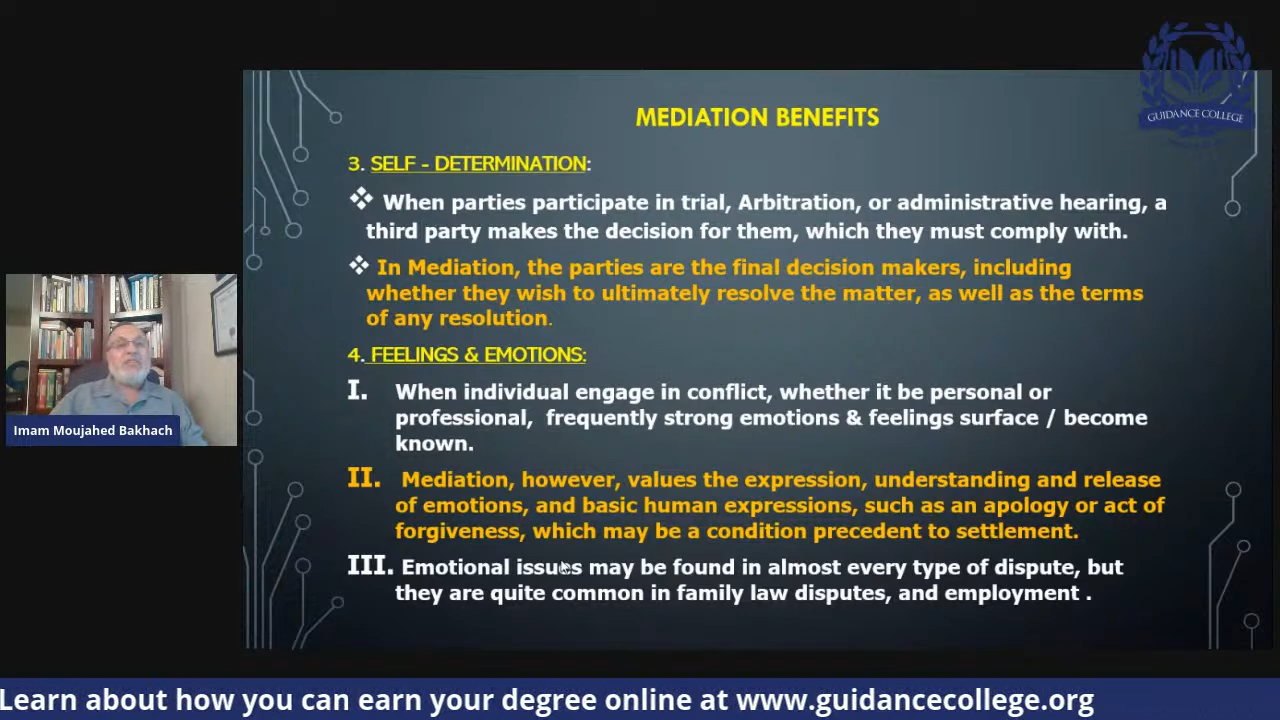 GUIDANCE COLLEGE
MEDIATION BENEFITS
3. SELF - DETERMINATION:
❖ When parties participate in trial, Arbitration, or administrative hearing, a
third party makes the decision for them, which they must comply with.
❖ In Mediation, the parties are the final decision makers, including
whether they wish to ultimately resolve the matter, as well as the terms
of any resolution.
4. FEELINGS & EMOTIONS:
I. When individual engage in conflict, whether it be personal or
professional, frequently strong emotions & feelings surface / become
known.
II. Mediation, however, values the expression, understanding and release
of emotions, and basic human expressions, such as an apology or act of
forgiveness, which may be a condition precedent to settlement.
III. Emotional issues may be found in almost every type of dispute, but
they are quite common in family law disputes, and employment .
Imam Moujahed Bakhach
Learn about how you can earn your degree online at www.guidancecollege.org